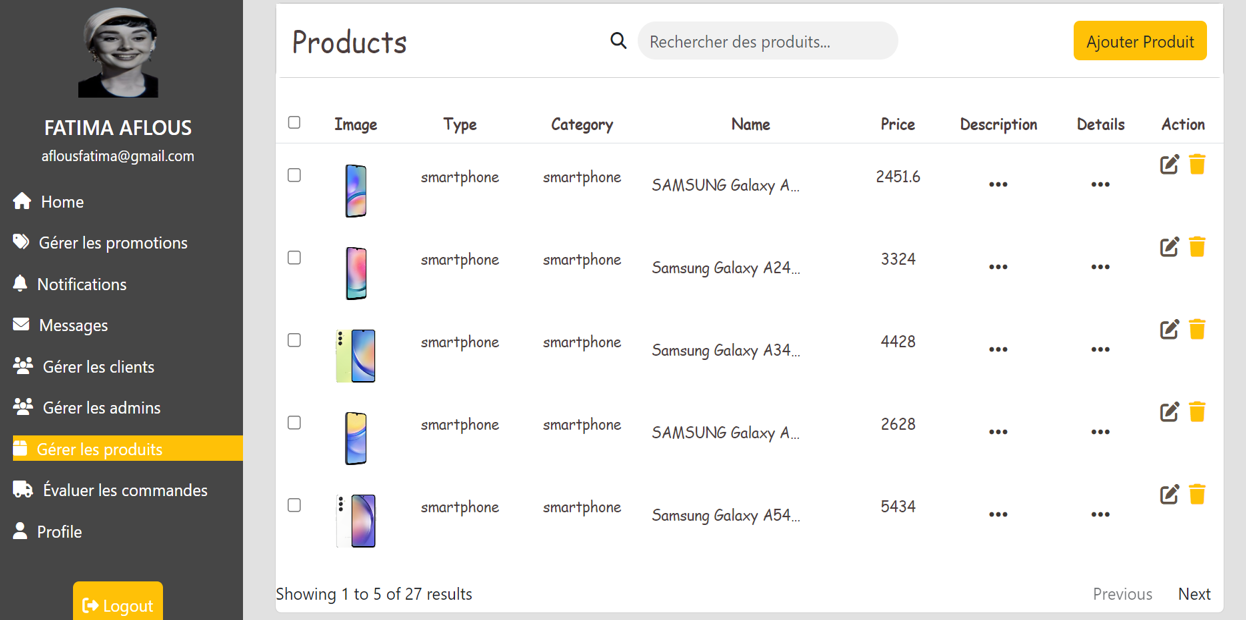 FATIMA AFLOUS
aflousfatima@gmail.com
Home
Gérer les promotions
Notifications
Messages
Gérer les clients
Gérer les admins
Gérer les produits
Évaluer les commandes
Profile
Logout
Products
Rechercher des produits...
Ajouter Produit
Image Type Category Name Price Description Details Action
smartphone smartphone SAMSUNG Galaxy A... 2451.6 ••• •••
smartphone smartphone Samsung Galaxy A24... 3324 ••• •••
smartphone smartphone Samsung Galaxy A34... 4428 ••• •••
smartphone smartphone SAMSUNG Galaxy A... 2628 ••• •••
smartphone smartphone Samsung Galaxy A54... 5434 ••• •••
Showing 1 to 5 of 27 results
Previous Next